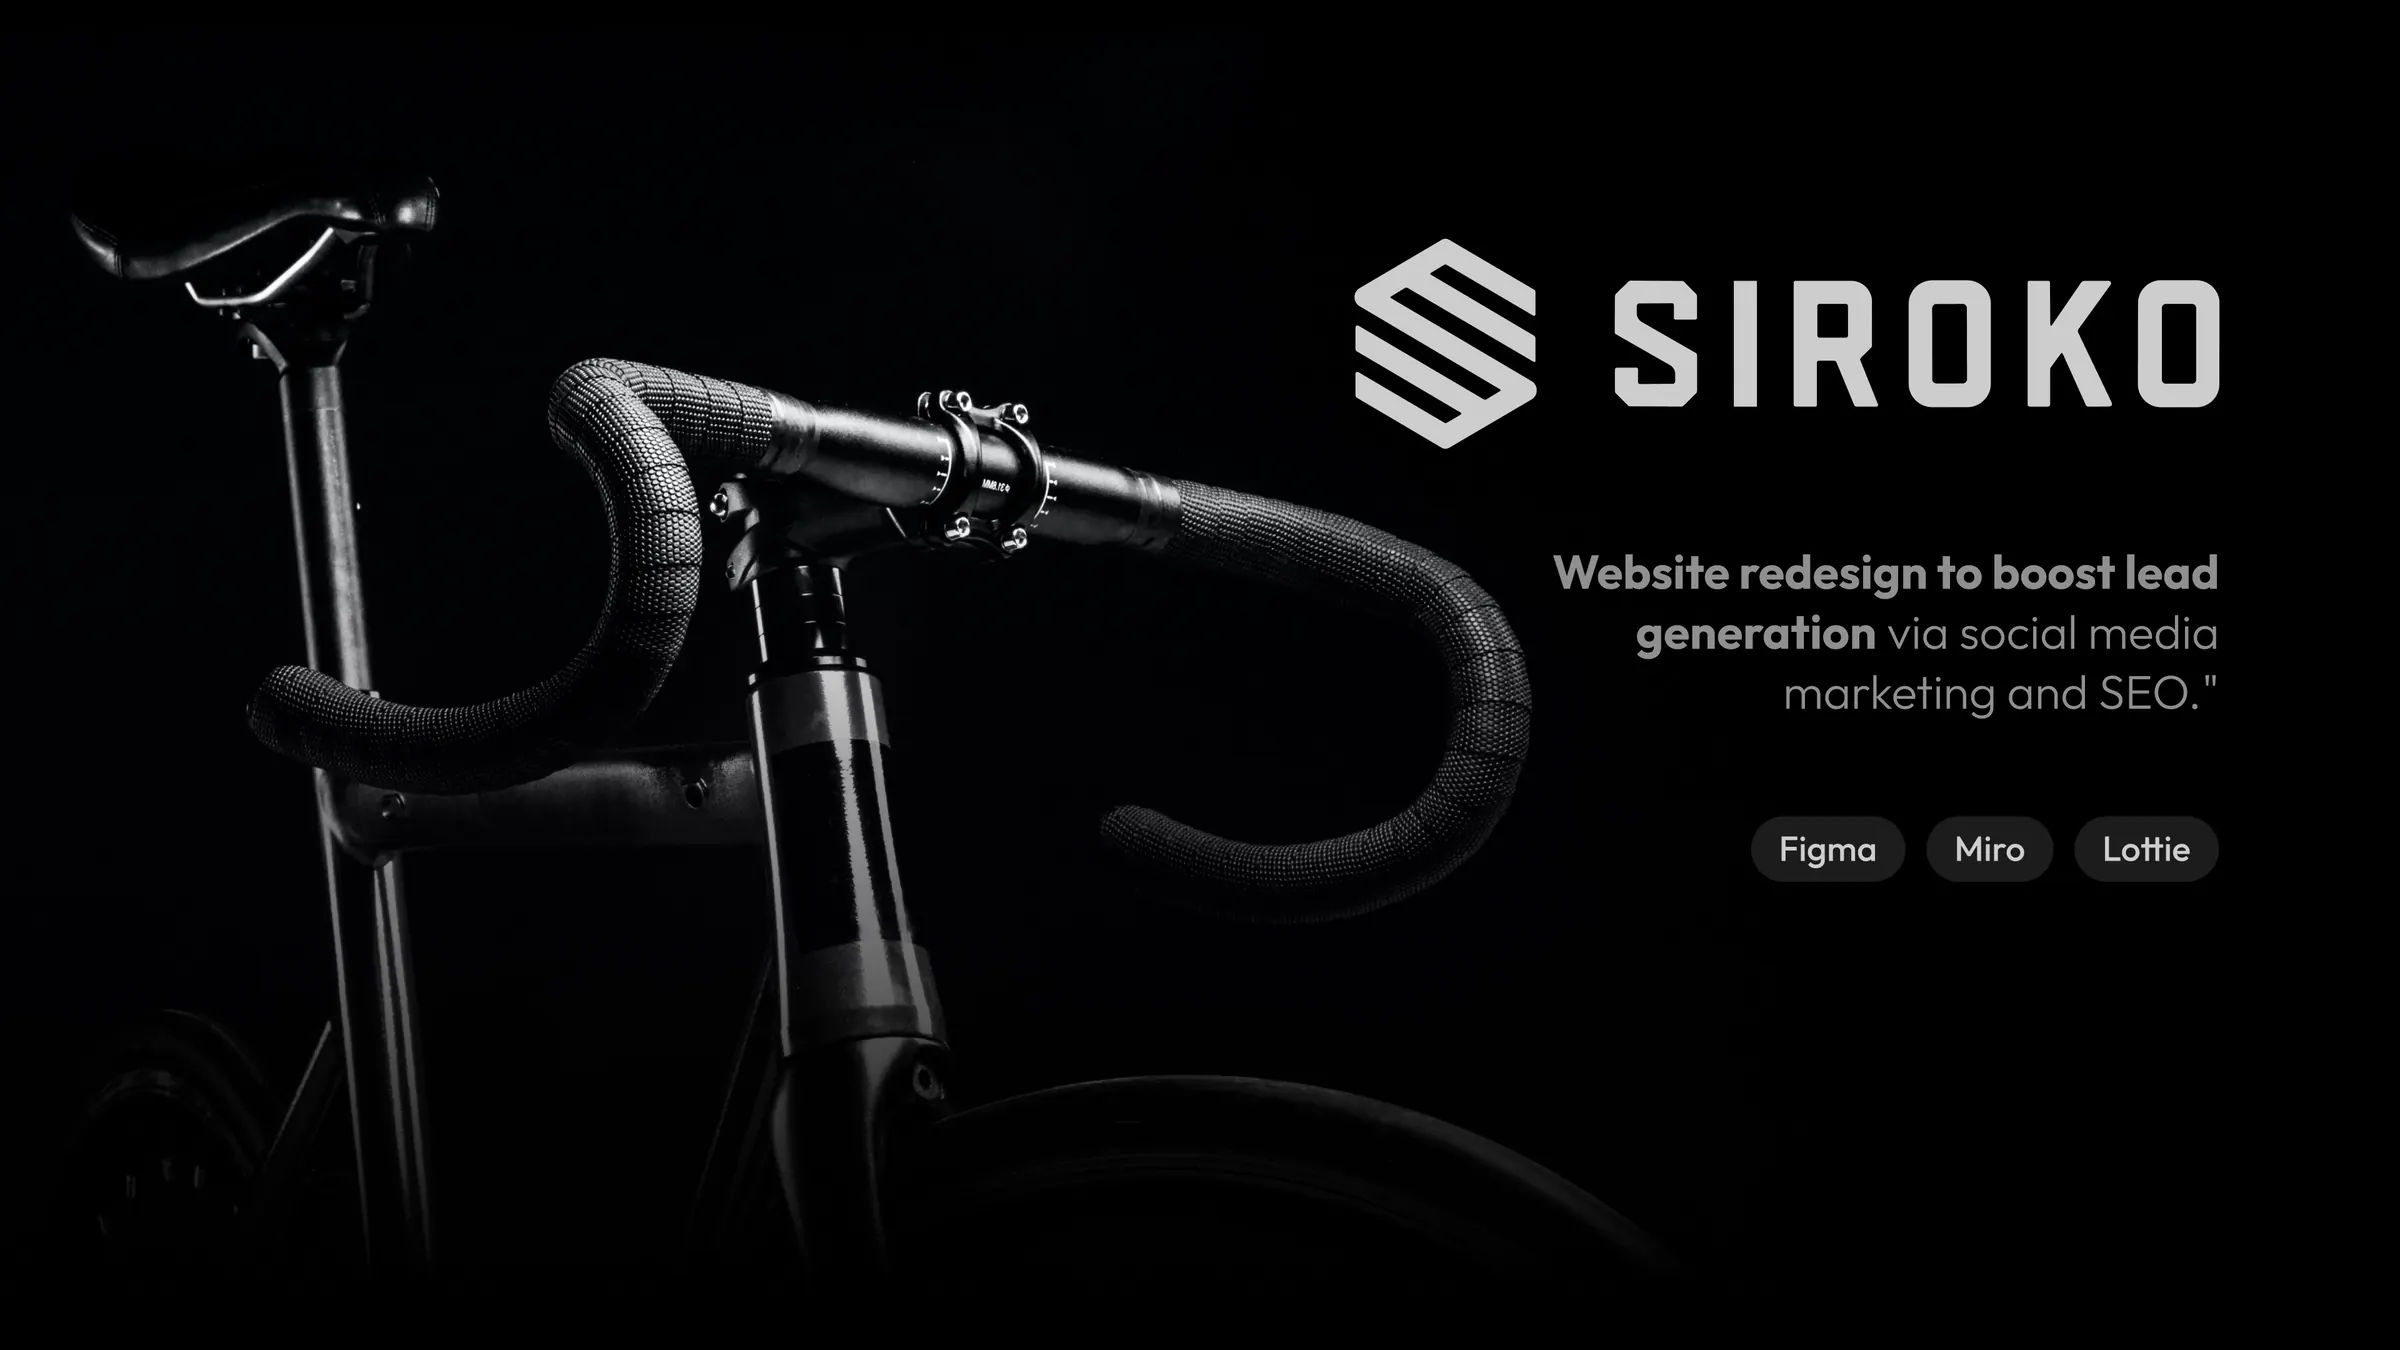 SIROKO
Website redesign to boost lead
generation via social media
marketing and SEO."
Figma Miro Lottie